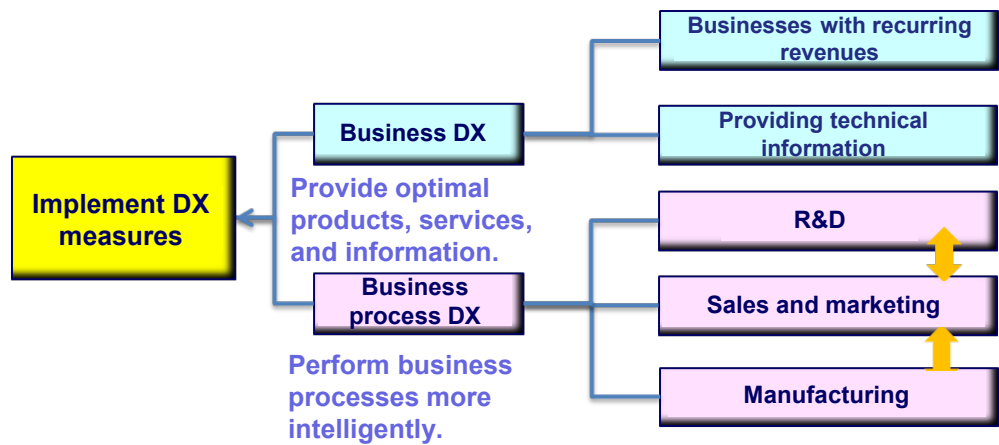 Implement DX
measures
Business DX
Provide optimal
products, services,
and information.
Business
process DX
Perform business
processes more
intelligently.
Businesses with recurring
revenues
Providing technical
information
R&D
Sales and marketing
Manufacturing